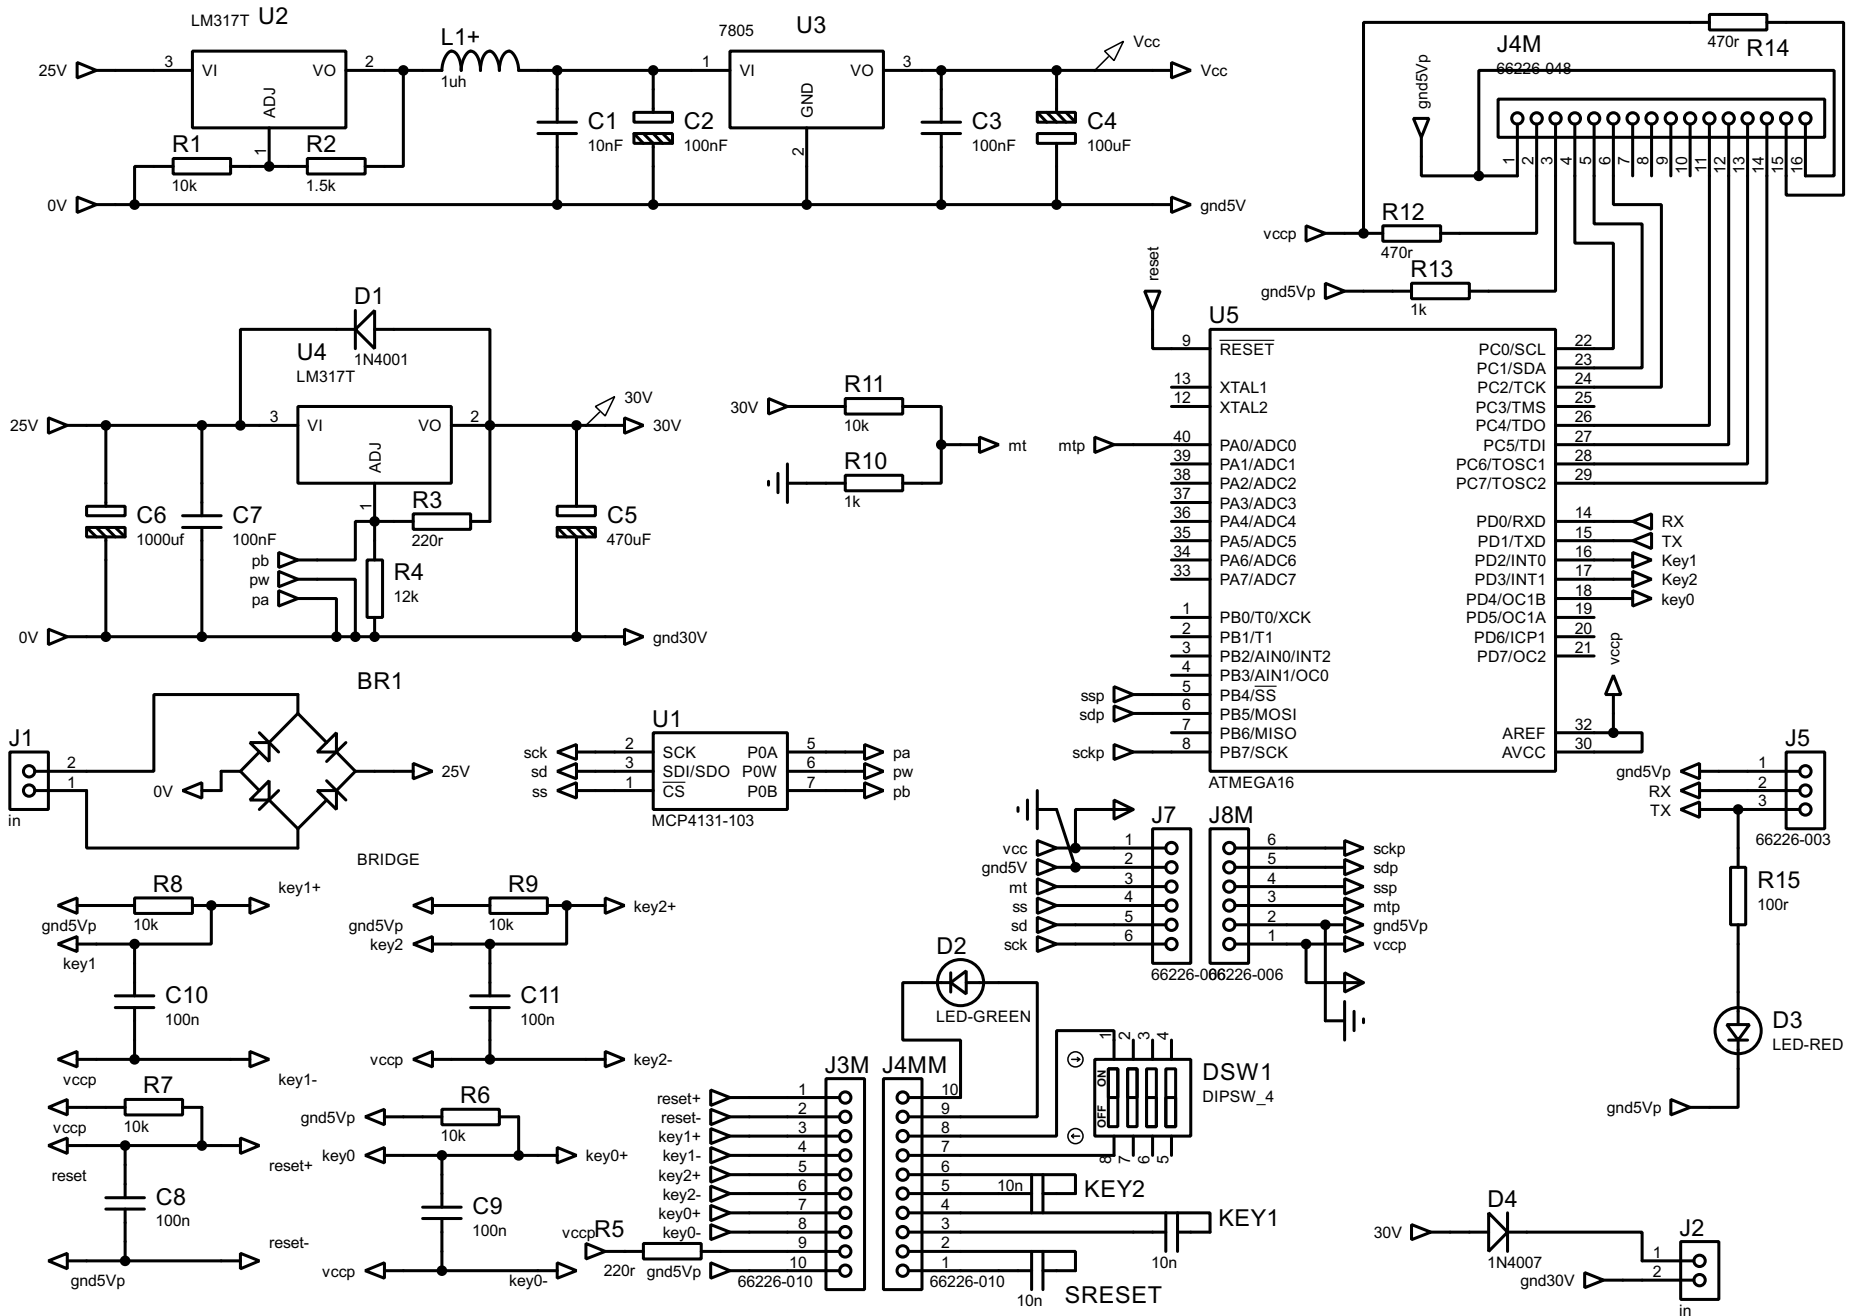 LM317T U2
25V
3 VI VO 2
ADJ
1
R1
10k
R2
1.5k
0V
L1+
1uh
C1
10nF
C2
100nF
7805 U3
1 VI VO 3
GND
2
C3
100nF
C4
100uF
Vcc
Vcc
gnd5V
470r R14
J4M
66226-048
gnd5Vp
1 2 3 4 5 6 7 8 9 10 11 12 13 14 15 16
vccp R12
470r
gnd5Vp R13
1k
D1
1N4001
U4
LM317T
25V
3 VI VO 2
ADJ
1
30V
30V
R3
220r
C6
1000uf
C7
100nF
C5
470uF
pb
pw
pa
R4
12k
0V
gnd30V
30V R11
10k
mt
R10
1k
reset
U5
9 RESET
13 XTAL1
12 XTAL2
mtp 40 PA0/ADC0
39 PA1/ADC1
38 PA2/ADC2
37 PA3/ADC3
36 PA4/ADC4
35 PA5/ADC5
34 PA6/ADC6
33 PA7/ADC7
1 PB0/T0/XCK
2 PB1/T1
3 PB2/AIN0/INT2
4 PB3/AIN1/OC0
ssp 5 PB4/SS
sdp 6 PB5/MOSI
7 PB6/MISO
sckp 8 PB7/SCK
PC0/SCL 22
PC1/SDA 23
PC2/TCK 24
PC3/TMS 25
PC4/TDO 26
PC5/TDI 27
PC6/TOSC1 28
PC7/TOSC2 29
PD0/RXD 14 RX
PD1/TXD 15 TX
PD2/INT0 16 Key1
PD3/INT1 17 Key2
PD4/OC1B 18 key0
PD5/OC1A 19
PD6/ICP1 20
PD7/OC2 21
vccp
AREF 32
AVCC 30
ATMEGA16
J1
2
1
in
BR1
0V
25V
BRIDGE
U1
sck 2 SCK P0A 5 pa
sd 3 SDI/SDO P0W 6 pw
ss 1 CS P0B 7 pb
MCP4131-103
J5
gnd5Vp 1
RX 2
TX 3
66226-003
R15
100r
D3
LED-RED
gnd5Vp
J7
vcc 1
gnd5V 2
mt 3
ss 4
sd 5
sck 6
66226-006
J8M
6 sckp
5 sdp
4 ssp
3 mtp
2 gnd5Vp
1 vccp
66226-006
R8
key1+
gnd5Vp 10k
key1
C10
100n
vccp
key1-
R9
key2+
gnd5Vp 10k
key2
C11
100n
vccp
key2-
R7
vccp 10k
reset
reset+
C8
100n
gnd5Vp
reset-
R6
gnd5Vp 10k
key0
key0+
C9
100n
vccp
key0-
D2
LED-GREEN
J3M
reset+ 1
reset- 2
key1+ 3
key1- 4
key2+ 5
key2- 6
key0+ 7
key0- 8
vccp R5 9
220r gnd5Vp 10
66226-010
J4MM
10
9
8
7
6
5
4
3
2
1
66226-010
1 2 3 4
ON
OFF
8 7 6 5
DSW1
DIPSW_4
10n KEY2
KEY1
10n
10n SRESET
D4
30V
1N4007
J2
1
gnd30V 2
in